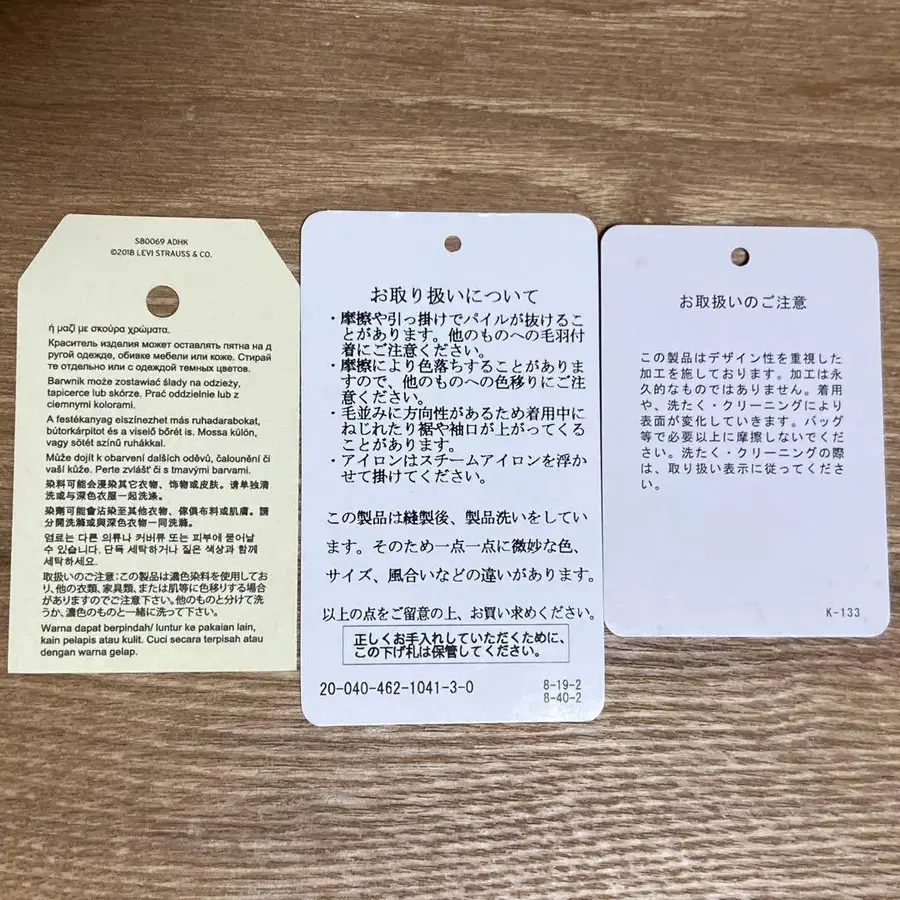 SB0069 ADHK
©2018 LEVI STRAUSS & CO.
ή μαζί με σκούρα χρώματα.
Краситель изделия может оставлять пятна на д
ругой одежде, обивке мебели или коже. Стирай
те отдельно или с одеждой темных цветов.
Barwnik może zostawiać ślady na odzieży,
tapicerce lub skórze. Prać oddzielnie lub z
ciemnymi kolorami.
A festékanyag elszínezhet más ruhadarabokat,
bútorkárpitot és a viselő bőrét is. Mossa külön,
vagy sötét színű ruhákkal.
Může dojít k obarvení dalších oděvů, čalounění či
vaší kůže. Perte zvlášť či s tmavými barvami.
染料可能会浸染其它衣物、饰物或皮肤。请单独清
洗或与深色衣服一起洗涤。
染劑可能會沾染至其他衣物、傢俱布料或肌膚。請
分開洗滌或與深色衣物一同洗滌。
염료는 다른 의류나 커버류 또는 피부에 묻어날
수 있습니다. 단독 세탁하거나 짙은 색상과 함께
세탁하세요.
取扱いのご注意：この製品は濃色染料を使用してお
り、他の衣類、家具類、または肌等に色移りする場合
がありますのでご注意下さい。他のものと分けて洗
うか、濃色のものと一緒に洗って下さい。
Warna dapat berpindah/ luntur ke pakaian lain,
kain pelapis atau kulit. Cuci secara terpisah atau
dengan warna gelap.
お取り扱いについて
・摩擦や引っ掛けでパイルが抜けるこ
とがあります。他のものへの毛羽付
着にご注意ください。
・摩擦により色落ちすることがありま
すので、他のものへの色移りにご注
意ください。
・毛並みに方向性があるため着用中に
ねじれたり裾や袖口が上がってくる
ことがあります。
・アイロンはスチームアイロンを浮か
せて掛けてください。
この製品は縫製後、製品洗いをしてい
ます。そのため一点一点に微妙な色、
サイズ、風合いなどの違いがあります。
以上の点をご留意の上、お買い求めください。
正しくお手入れしていただくために、
この下げ札は保管してください。
20-040-462-1041-3-0
8-19-2
8-40-2
お取扱いのご注意
この製品はデザイン性を重視した
加工を施しております。加工は永
久的なものではありません。着用
や、洗たく・クリーニングにより
表面が変化していきます。バッグ
等で必要以上に摩擦しないでくだ
さい。洗たく・クリーニングの際
は、取り扱い表示に従ってくださ
い。
K-133